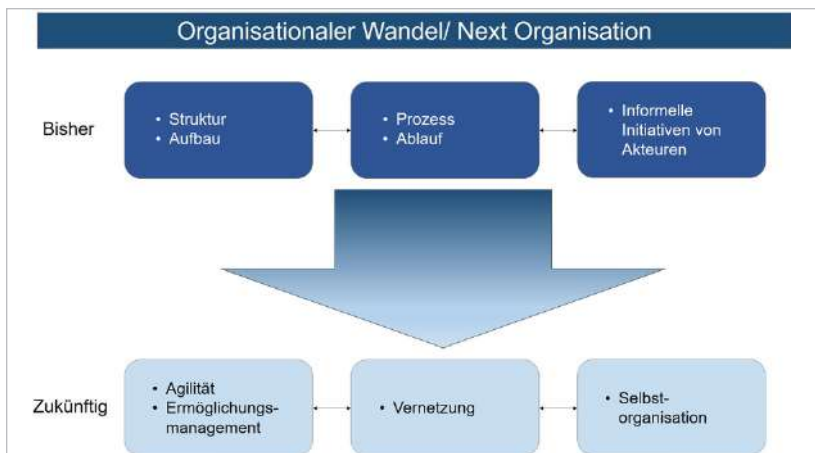 Organisationaler Wandel/ Next Organisation
Bisher
• Struktur
• Aufbau
• Prozess
• Ablauf
• Informelle
Initiativen von
Akteuren
Zukünftig
• Agilität
• Ermöglichungs-
management
• Vernetzung
• Selbst-
organisation